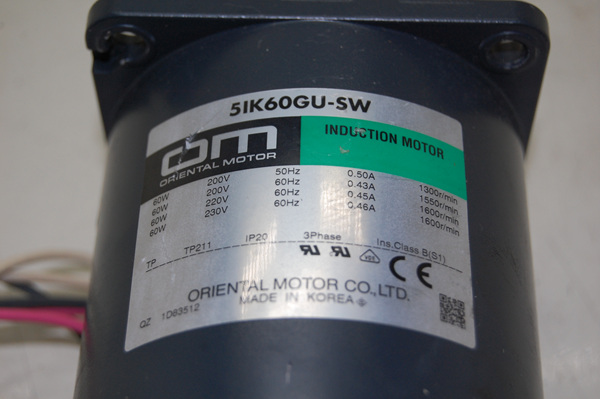 5IK60GU-SW
OM
ORIENTAL MOTOR
INDUCTION MOTOR
60W 200V 50Hz 0.50A 1300r/min
60W 200V 60Hz 0.43A 1550r/min
60W 220V 60Hz 0.45A 1600r/min
60W 230V 60Hz 0.46A 1600r/min
TP TP211 IP20 3Phase Ins.Class B(S1)
CE
ORIENTAL MOTOR CO.,LTD.
MADE IN KOREA
QZ 1D83512